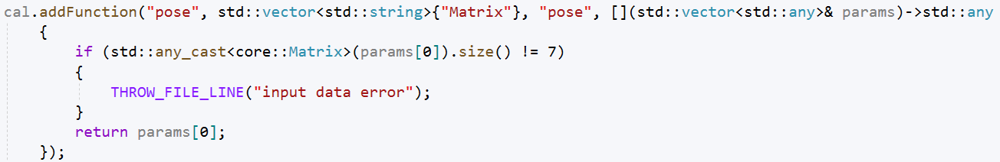 cal.addFunction("pose", std::vector<std::string>{"Matrix"}, "pose", [](std::vector<std::any>& params)->std::any
{
if (std::any_cast<core::Matrix>(params[0]).size() != 7)
{
THROW_FILE_LINE("input data error");
}
return params[0];
});